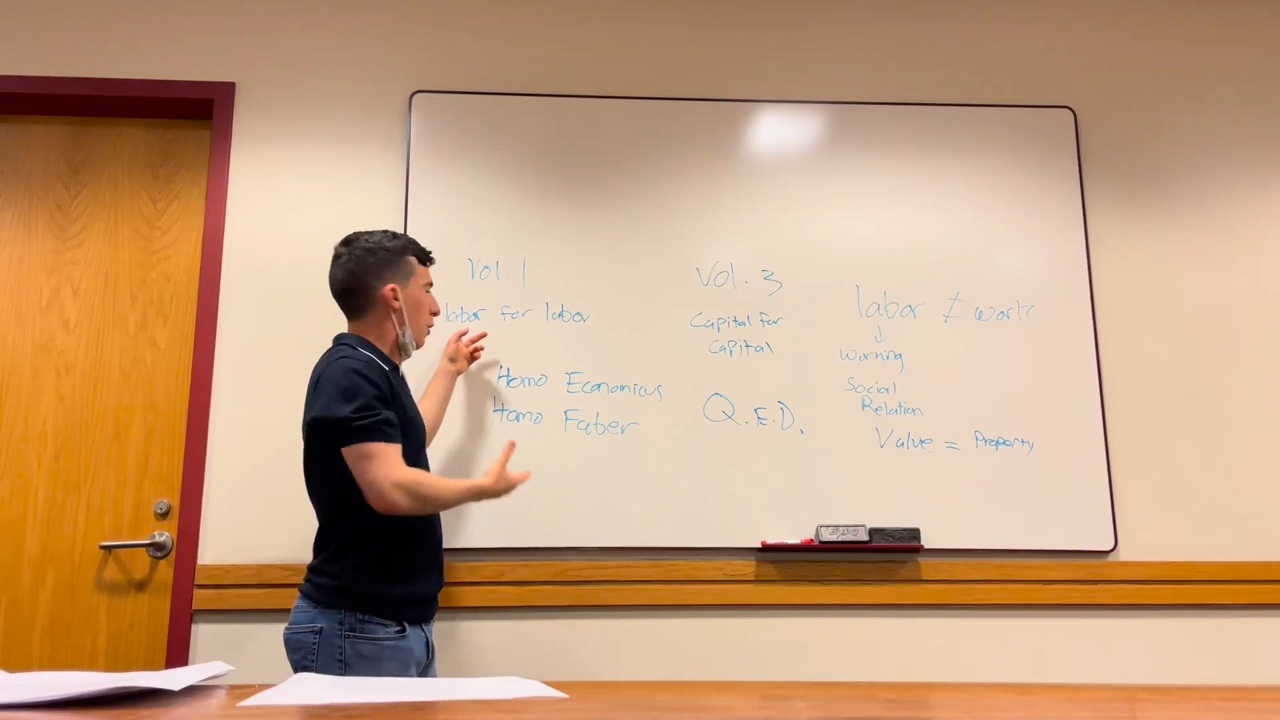 Vol. 1
labor for labor
Homo Economicus
Homo Faber
Vol. 3
Capital for
Capital
Q.E.D.
labor ≠ work
↓
Working
Social
Relation
Value = Property